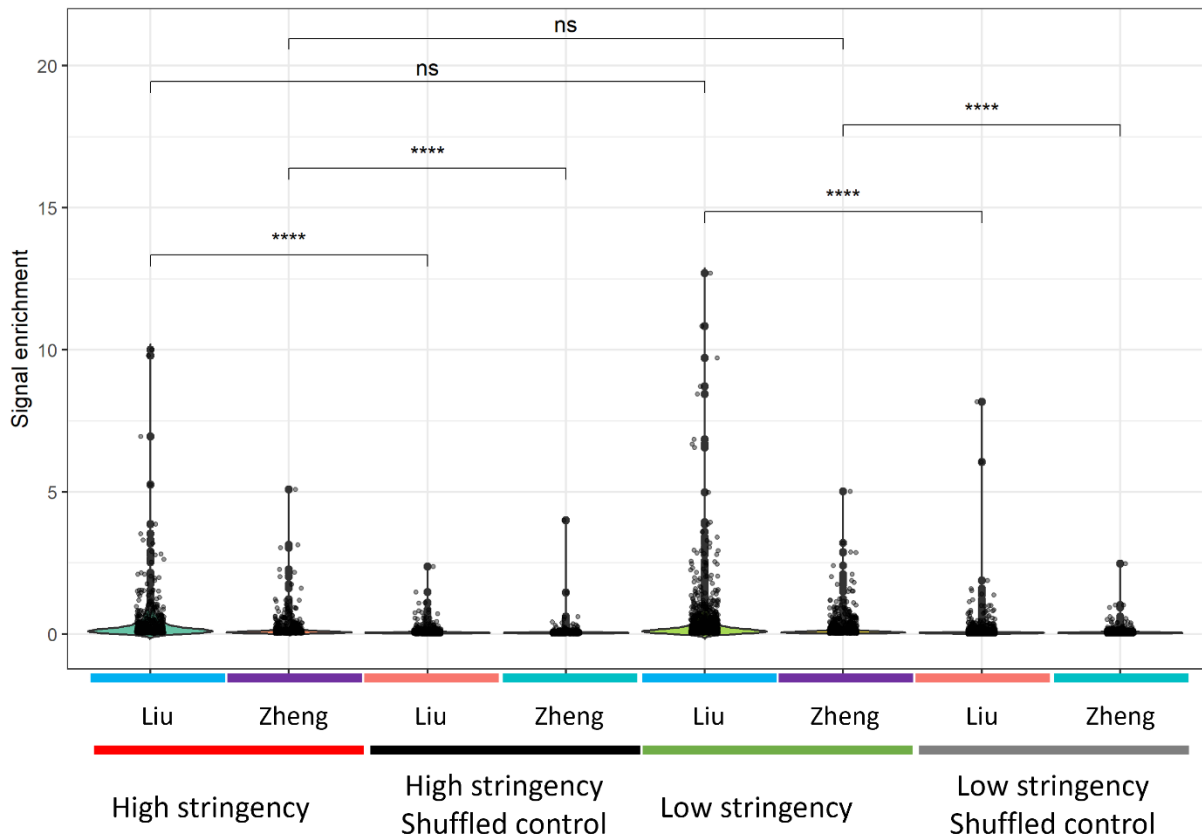 ns
20
ns
****
****
15
****
****
Signal enrichment
10
5
0
Liu Zheng Liu Zheng Liu Zheng Liu Zheng
High stringency
High stringency
Shuffled control
Low stringency
Low stringency
Shuffled control